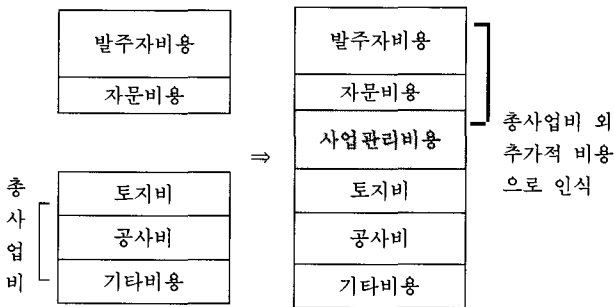 발주자비용
자문비용
총
사
업
비
토지비
공사비
기타비용
⇒
발주자비용
자문비용
사업관리비용
토지비
공사비
기타비용
총사업비 외
추가적 비용
으로 인식